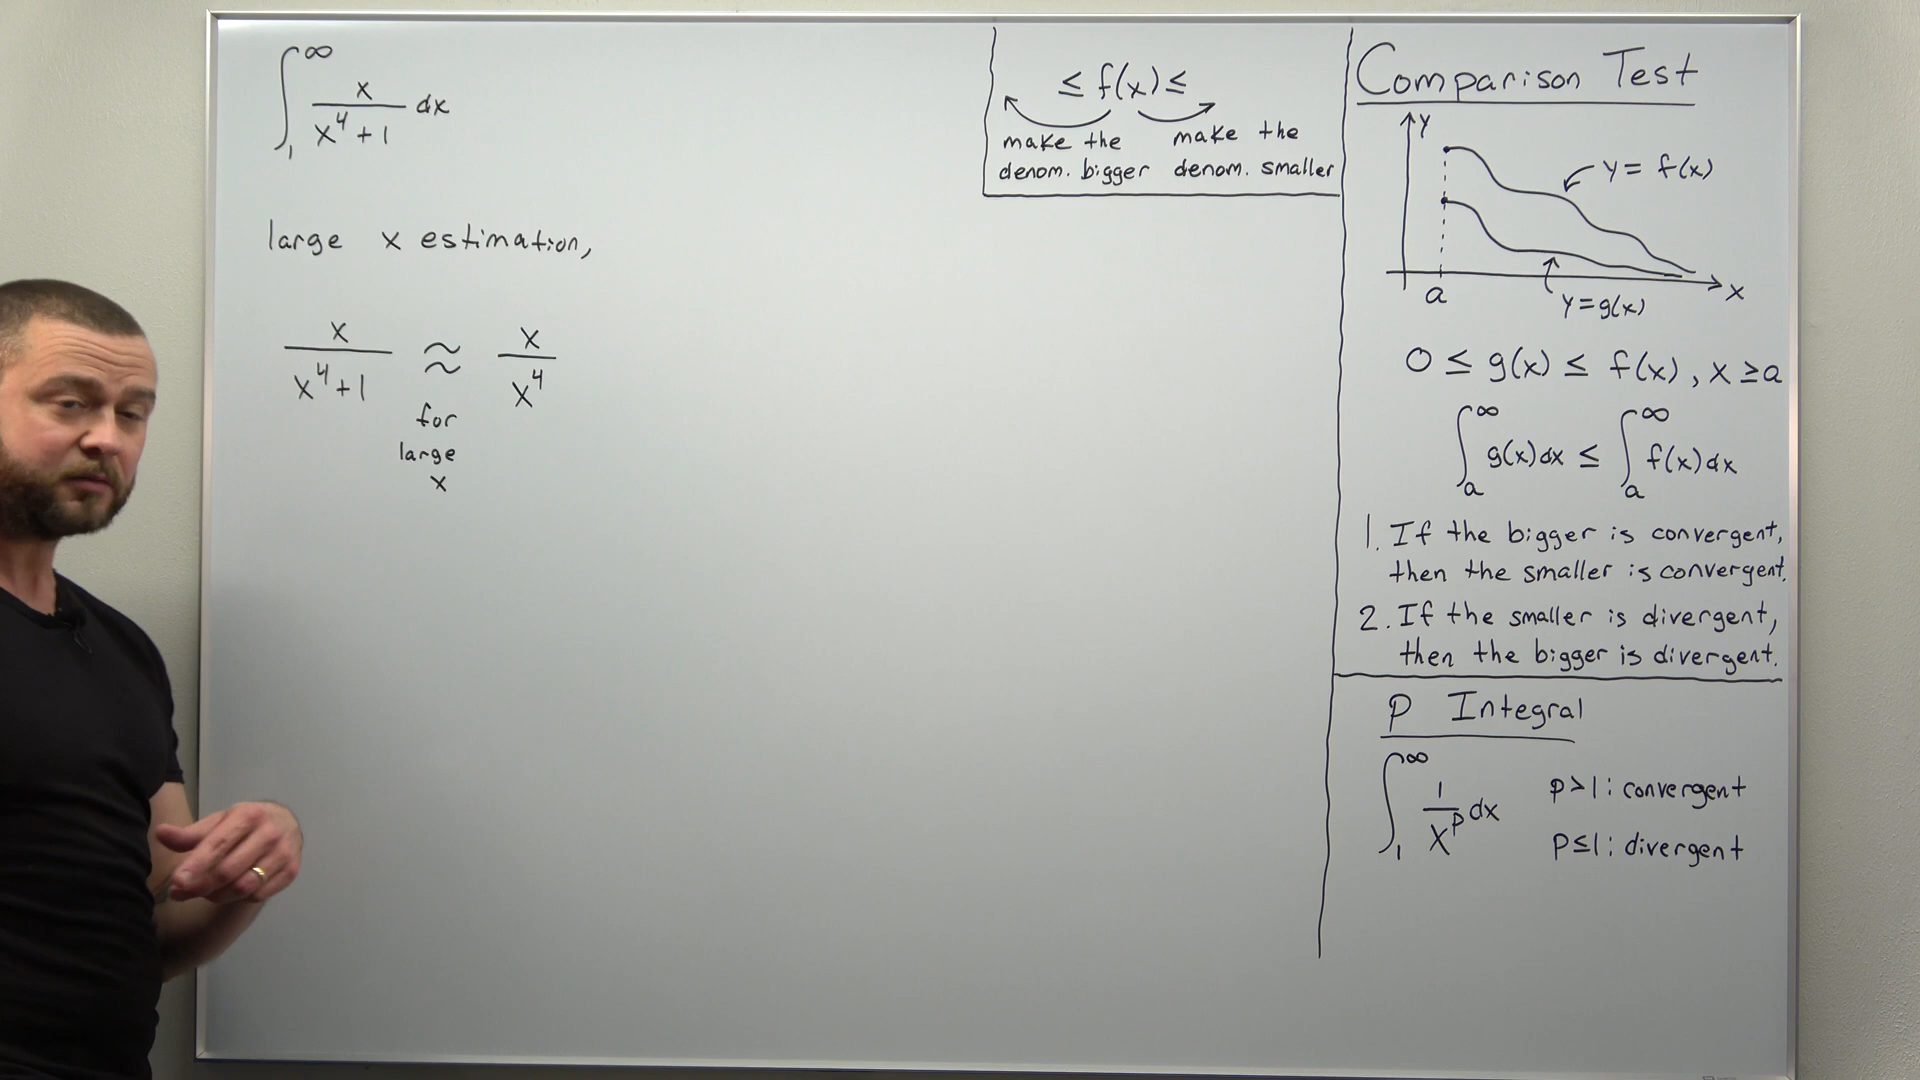 ∫₁^∞ x/(x⁴+1) dx
large x estimation,
x/(x⁴+1) ≈ x/x⁴
for
large
x
≤ f(x) ≤
make the denom. bigger
make the denom. smaller
Comparison Test
y
y = f(x)
a
x
y=g(x)
0 ≤ g(x) ≤ f(x), x ≥ a
∫ₐ^∞ g(x)dx ≤ ∫ₐ^∞ f(x)dx
1. If the bigger is convergent,
then the smaller is convergent.
2. If the smaller is divergent,
then the bigger is divergent.
P Integral
∫₁^∞ 1/x^p dx
p>1: convergent
p≤1: divergent